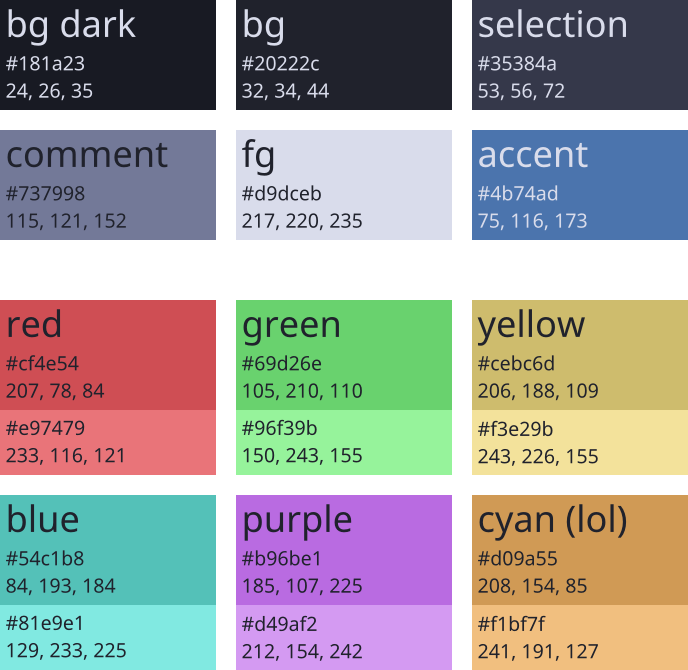 bg dark
#181a23
24, 26, 35
bg
#20222c
32, 34, 44
selection
#35384a
53, 56, 72
comment
#737998
115, 121, 152
fg
#d9dceb
217, 220, 235
accent
#4b74ad
75, 116, 173
red
#cf4e54
207, 78, 84
#e97479
233, 116, 121
green
#69d26e
105, 210, 110
#96f39b
150, 243, 155
yellow
#cebc6d
206, 188, 109
#f3e29b
243, 226, 155
blue
#54c1b8
84, 193, 184
#81e9e1
129, 233, 225
purple
#b96be1
185, 107, 225
#d49af2
212, 154, 242
cyan (lol)
#d09a55
208, 154, 85
#f1bf7f
241, 191, 127